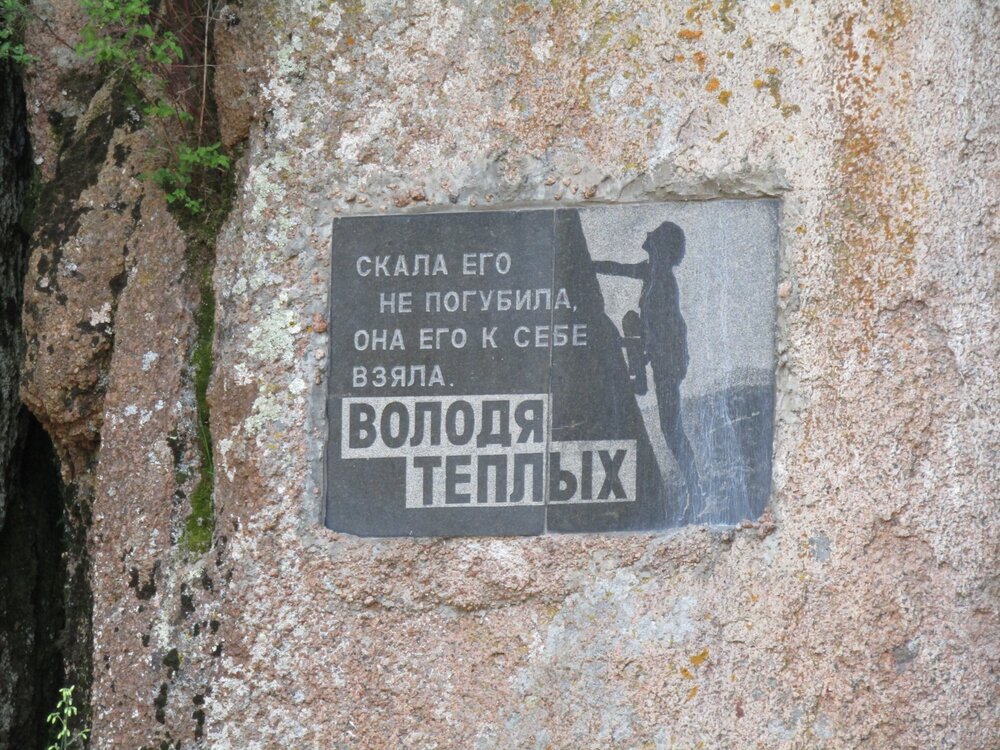 СКАЛА ЕГО
НЕ ПОГУБИЛА,
ОНА ЕГО К СЕБЕ
ВЗЯЛА.
ВОЛОДЯ
ТЕПЛЫХ